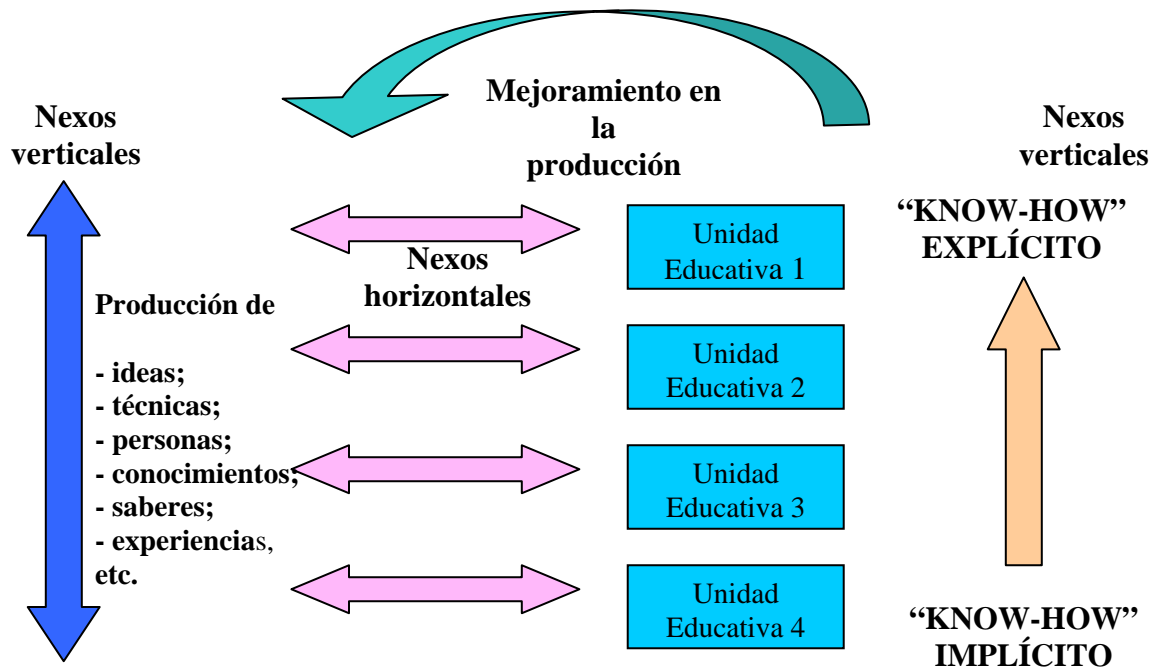 Nexos
verticales
Mejoramiento en
la
producción
Nexos
verticales
Producción de
- ideas;
- técnicas;
- personas;
- conocimientos;
- saberes;
- experiencias,
etc.
Nexos
horizontales
Unidad
Educativa 1
Unidad
Educativa 2
Unidad
Educativa 3
Unidad
Educativa 4
“KNOW-HOW”
EXPLÍCITO
“KNOW-HOW”
IMPLÍCITO